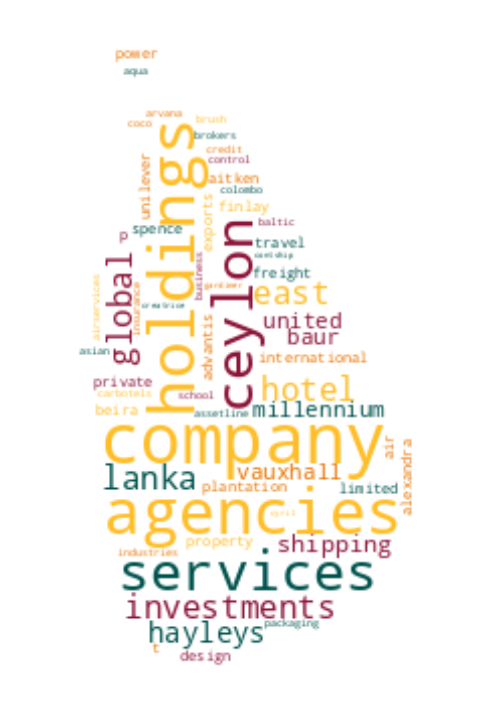 power
aqua
arvana
coco
brush
holdings
brokers
credit
control
unilever
aitken
colombo
exports
finlay
ceylon
baltic
spence
p
travel
business
global
freight
airservices
insurance
east
advantis
united
baur
asian
international
private
hotel
carbotels
school
beira
assetline
millennium
company
air
alexandra
lanka
vauxhall
plantation
limited
agencies
april
property
shipping
industries
services
investments
hayleys
packaging
t
design